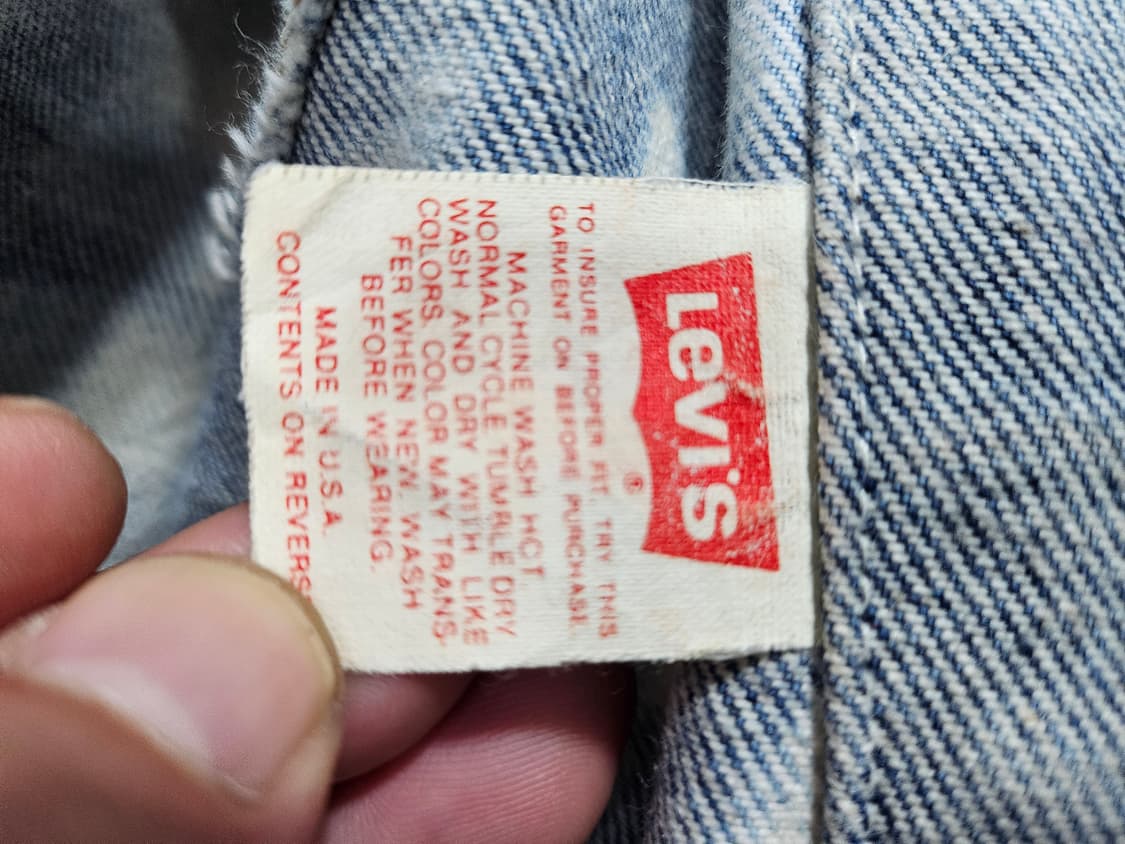 Levi's
®
TO INSURE PROPER FIT, TRY THIS
GARMENT ON BEFORE PURCHASE.
MACHINE WASH HOT.
NORMAL CYCLE. TUMBLE DRY
WASH AND DRY WITH LIKE
COLORS. COLOR MAY TRANS-
FER WHEN NEW. WASH
BEFORE WEARING.
MADE IN U.S.A.
CONTENTS ON REVERS